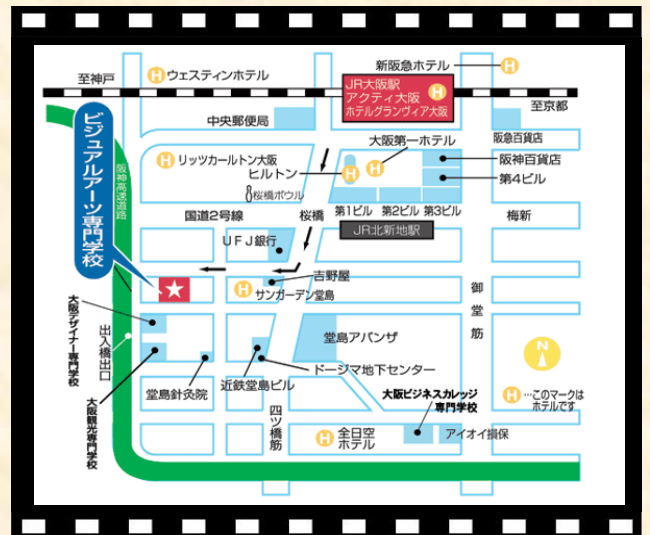 新阪急ホテル
至神戸
ウェスティンホテル
JR大阪駅
アクティ大阪
ホテルグランヴィア大阪
至京都
中央郵便局
大阪第一ホテル
阪急百貨店
リッツカールトン大阪
ヒルトン
阪神百貨店
第4ビル
桜橋ボウル
国道2号線
桜橋
第1ビル
第2ビル
第3ビル
梅新
JR北新地駅
ビジュアルアーツ専門学校
阪神高速道路
UFJ銀行
吉野屋
サンガーデン堂島
御堂筋
大阪デザイナー専門学校
出入橋出口
堂島アバンザ
N
ドージマ地下センター
堂島針灸院
近鉄堂島ビル
大阪ビジネスカレッジ
専門学校
H
…このマークは
ホテルです
大阪観光専門学校
四ツ橋筋
全日空
ホテル
アイオイ損保